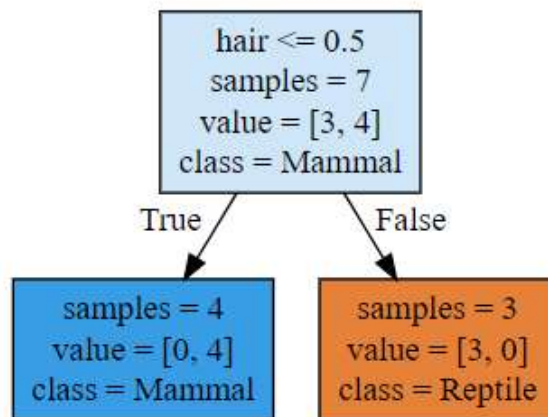 hair <= 0.5
samples = 7
value = [3, 4]
class = Mammal
True
False
samples = 4
value = [0, 4]
class = Mammal
samples = 3
value = [3, 0]
class = Reptile